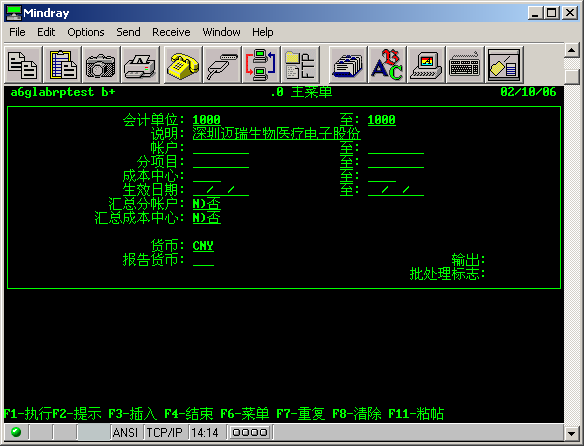 Mindray
File Edit Options Send Receive Window Help
a6glabrptest b+ .0 主菜单 02/10/06
会计单位: 1000 至: 1000
说明: 深圳迈瑞生物医疗电子股份
帐户: 至:
分项目: 至:
成本中心: 至:
生效日期: / / 至: / /
汇总分帐户: N)否
汇总成本中心: N)否
货币: CNY
报告货币: 输出:
批处理标志:
F1-执行F2-提示 F3-插入 F4-结束 F6-菜单 F7-重复 F8-清除 F11-粘帖
ANSI TCP/IP 14:14